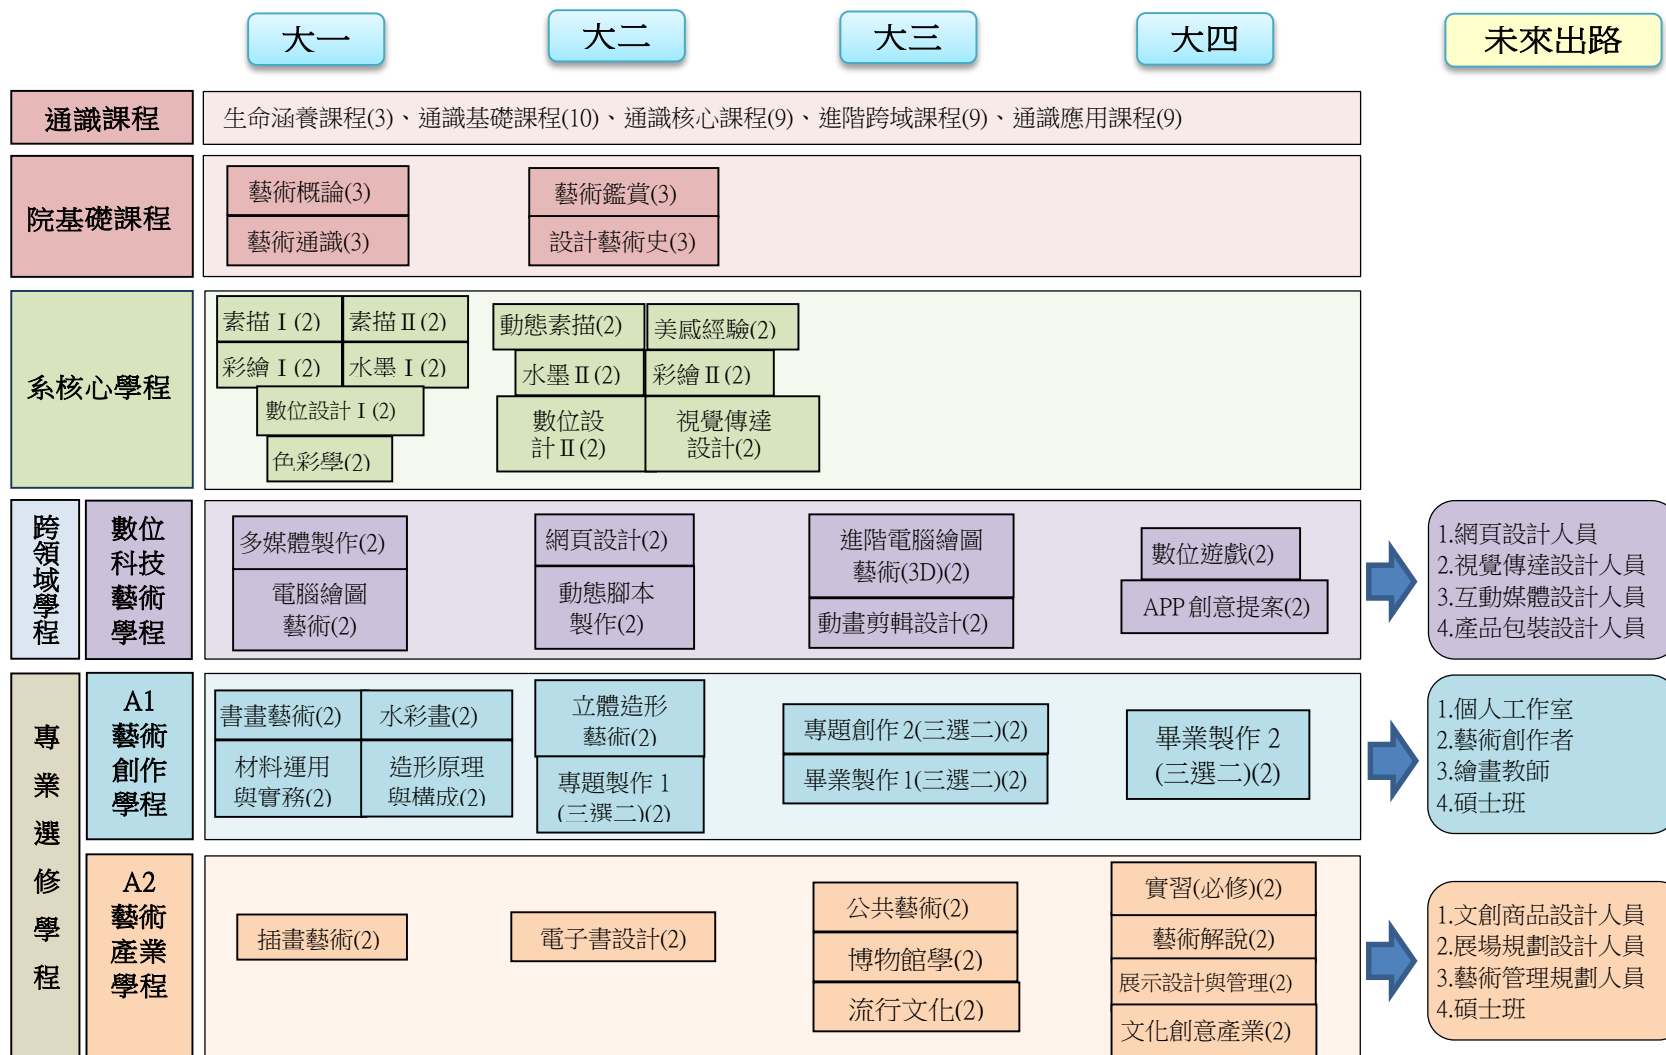 大一
大二
大三
大四
未來出路
通識課程
生命涵養課程(3)、通識基礎課程(10)、通識核心課程(9)、進階跨域課程(9)、通識應用課程(9)
院基礎課程
藝術概論(3)
藝術通識(3)
藝術鑑賞(3)
設計藝術史(3)
系核心學程
素描Ⅰ(2)
素描Ⅱ(2)
彩繪Ⅰ(2)
水墨Ⅰ(2)
數位設計Ⅰ(2)
色彩學(2)
動態素描(2)
美感經驗(2)
水墨Ⅱ(2)
彩繪Ⅱ(2)
數位設
計Ⅱ(2)
視覺傳達
設計(2)
跨領域學程
數位
科技
藝術
學程
多媒體製作(2)
電腦繪圖
藝術(2)
網頁設計(2)
動態腳本
製作(2)
進階電腦繪圖
藝術(3D)(2)
動畫剪輯設計(2)
數位遊戲(2)
APP創意提案(2)
1.網頁設計人員
2.視覺傳達設計人員
3.互動媒體設計人員
4.產品包裝設計人員
專業選修學程
A1
藝術
創作
學程
書畫藝術(2)
水彩畫(2)
材料運用
與實務(2)
造形原理
與構成(2)
立體造形
藝術(2)
專題製作1
(三選二)(2)
專題創作2(三選二)(2)
畢業製作1(三選二)(2)
畢業製作2
(三選二)(2)
1.個人工作室
2.藝術創作者
3.繪畫教師
4.碩士班
A2
藝術
產業
學程
插畫藝術(2)
電子書設計(2)
公共藝術(2)
博物館學(2)
流行文化(2)
實習(必修)(2)
藝術解說(2)
展示設計與管理(2)
文化創意產業(2)
1.文創商品設計人員
2.展場規劃設計人員
3.藝術管理規劃人員
4.碩士班